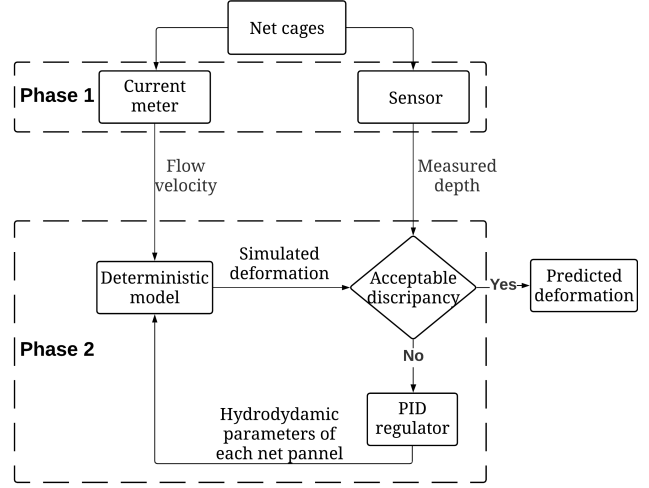 Net cages
Phase 1
Current
meter
Sensor
Flow
velocity
Measured
depth
Simulated
deformation
Deterministic
model
Acceptable
discripancy
Yes
Predicted
deformation
Phase 2
No
PID
regulator
Hydrodydamic
parameters of
each net pannel